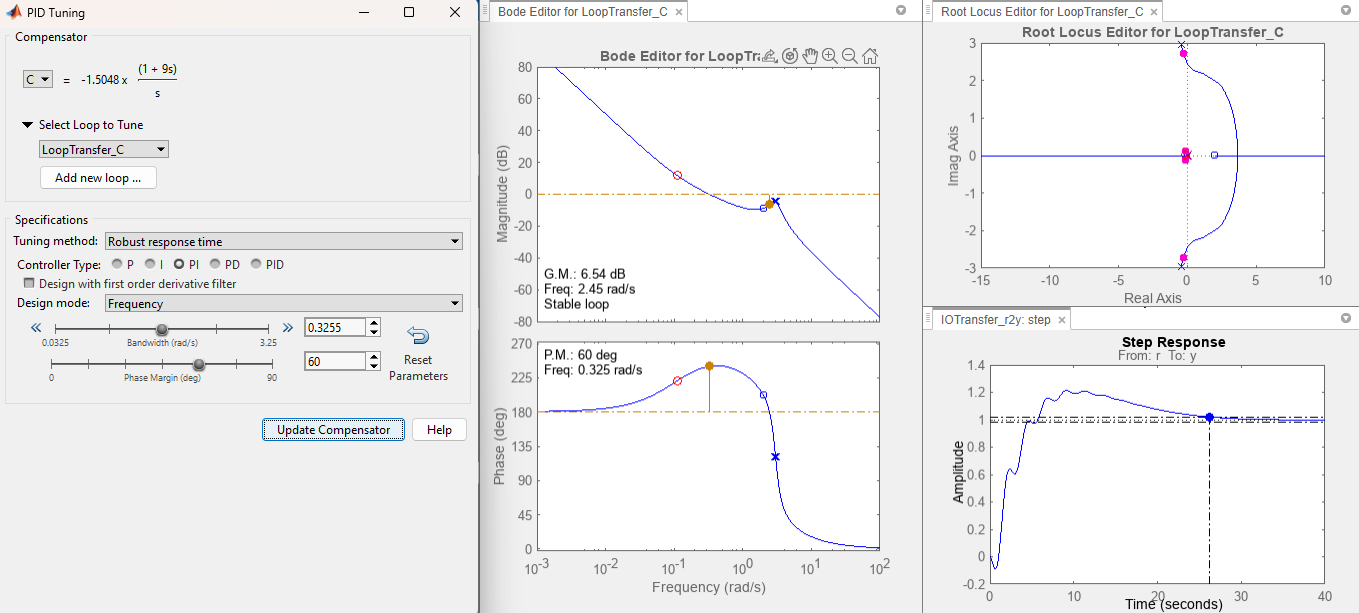 PID Tuning
Compensator
C = -1.5048 x (1 + 9s)
s
Select Loop to Tune
LoopTransfer_C
Add new loop ...
Specifications
Tuning method: Robust response time
Controller Type: P I PI PD PID
Design with first order derivative filter
Design mode: Frequency
0.3255
0.0325 Bandwidth (rad/s) 3.25
60
0 Phase Margin (deg) 90
Reset
Parameters
Update Compensator Help
Bode Editor for LoopTransfer_C
Bode Editor for LoopTra
80
60
40
20
0
-20
-40
-60
-80
Magnitude (dB)
G.M.: 6.54 dB
Freq: 2.45 rad/s
Stable loop
270
225
180
135
90
45
0
Phase (deg)
P.M.: 60 deg
Freq: 0.325 rad/s
10-3 10-2 10-1 100 101 102
Frequency (rad/s)
Root Locus Editor for LoopTransfer_C
Root Locus Editor for LoopTransfer_C
3
2
1
0
-1
-2
-3
Imag Axis
-15 -10 -5 0 5 10
Real Axis
IOTransfer_r2y: step
Step Response
From: r To: y
1.4
1.2
1
0.8
0.6
0.4
0.2
0
-0.2
Amplitude
0 10 20 30 40
Time (seconds)